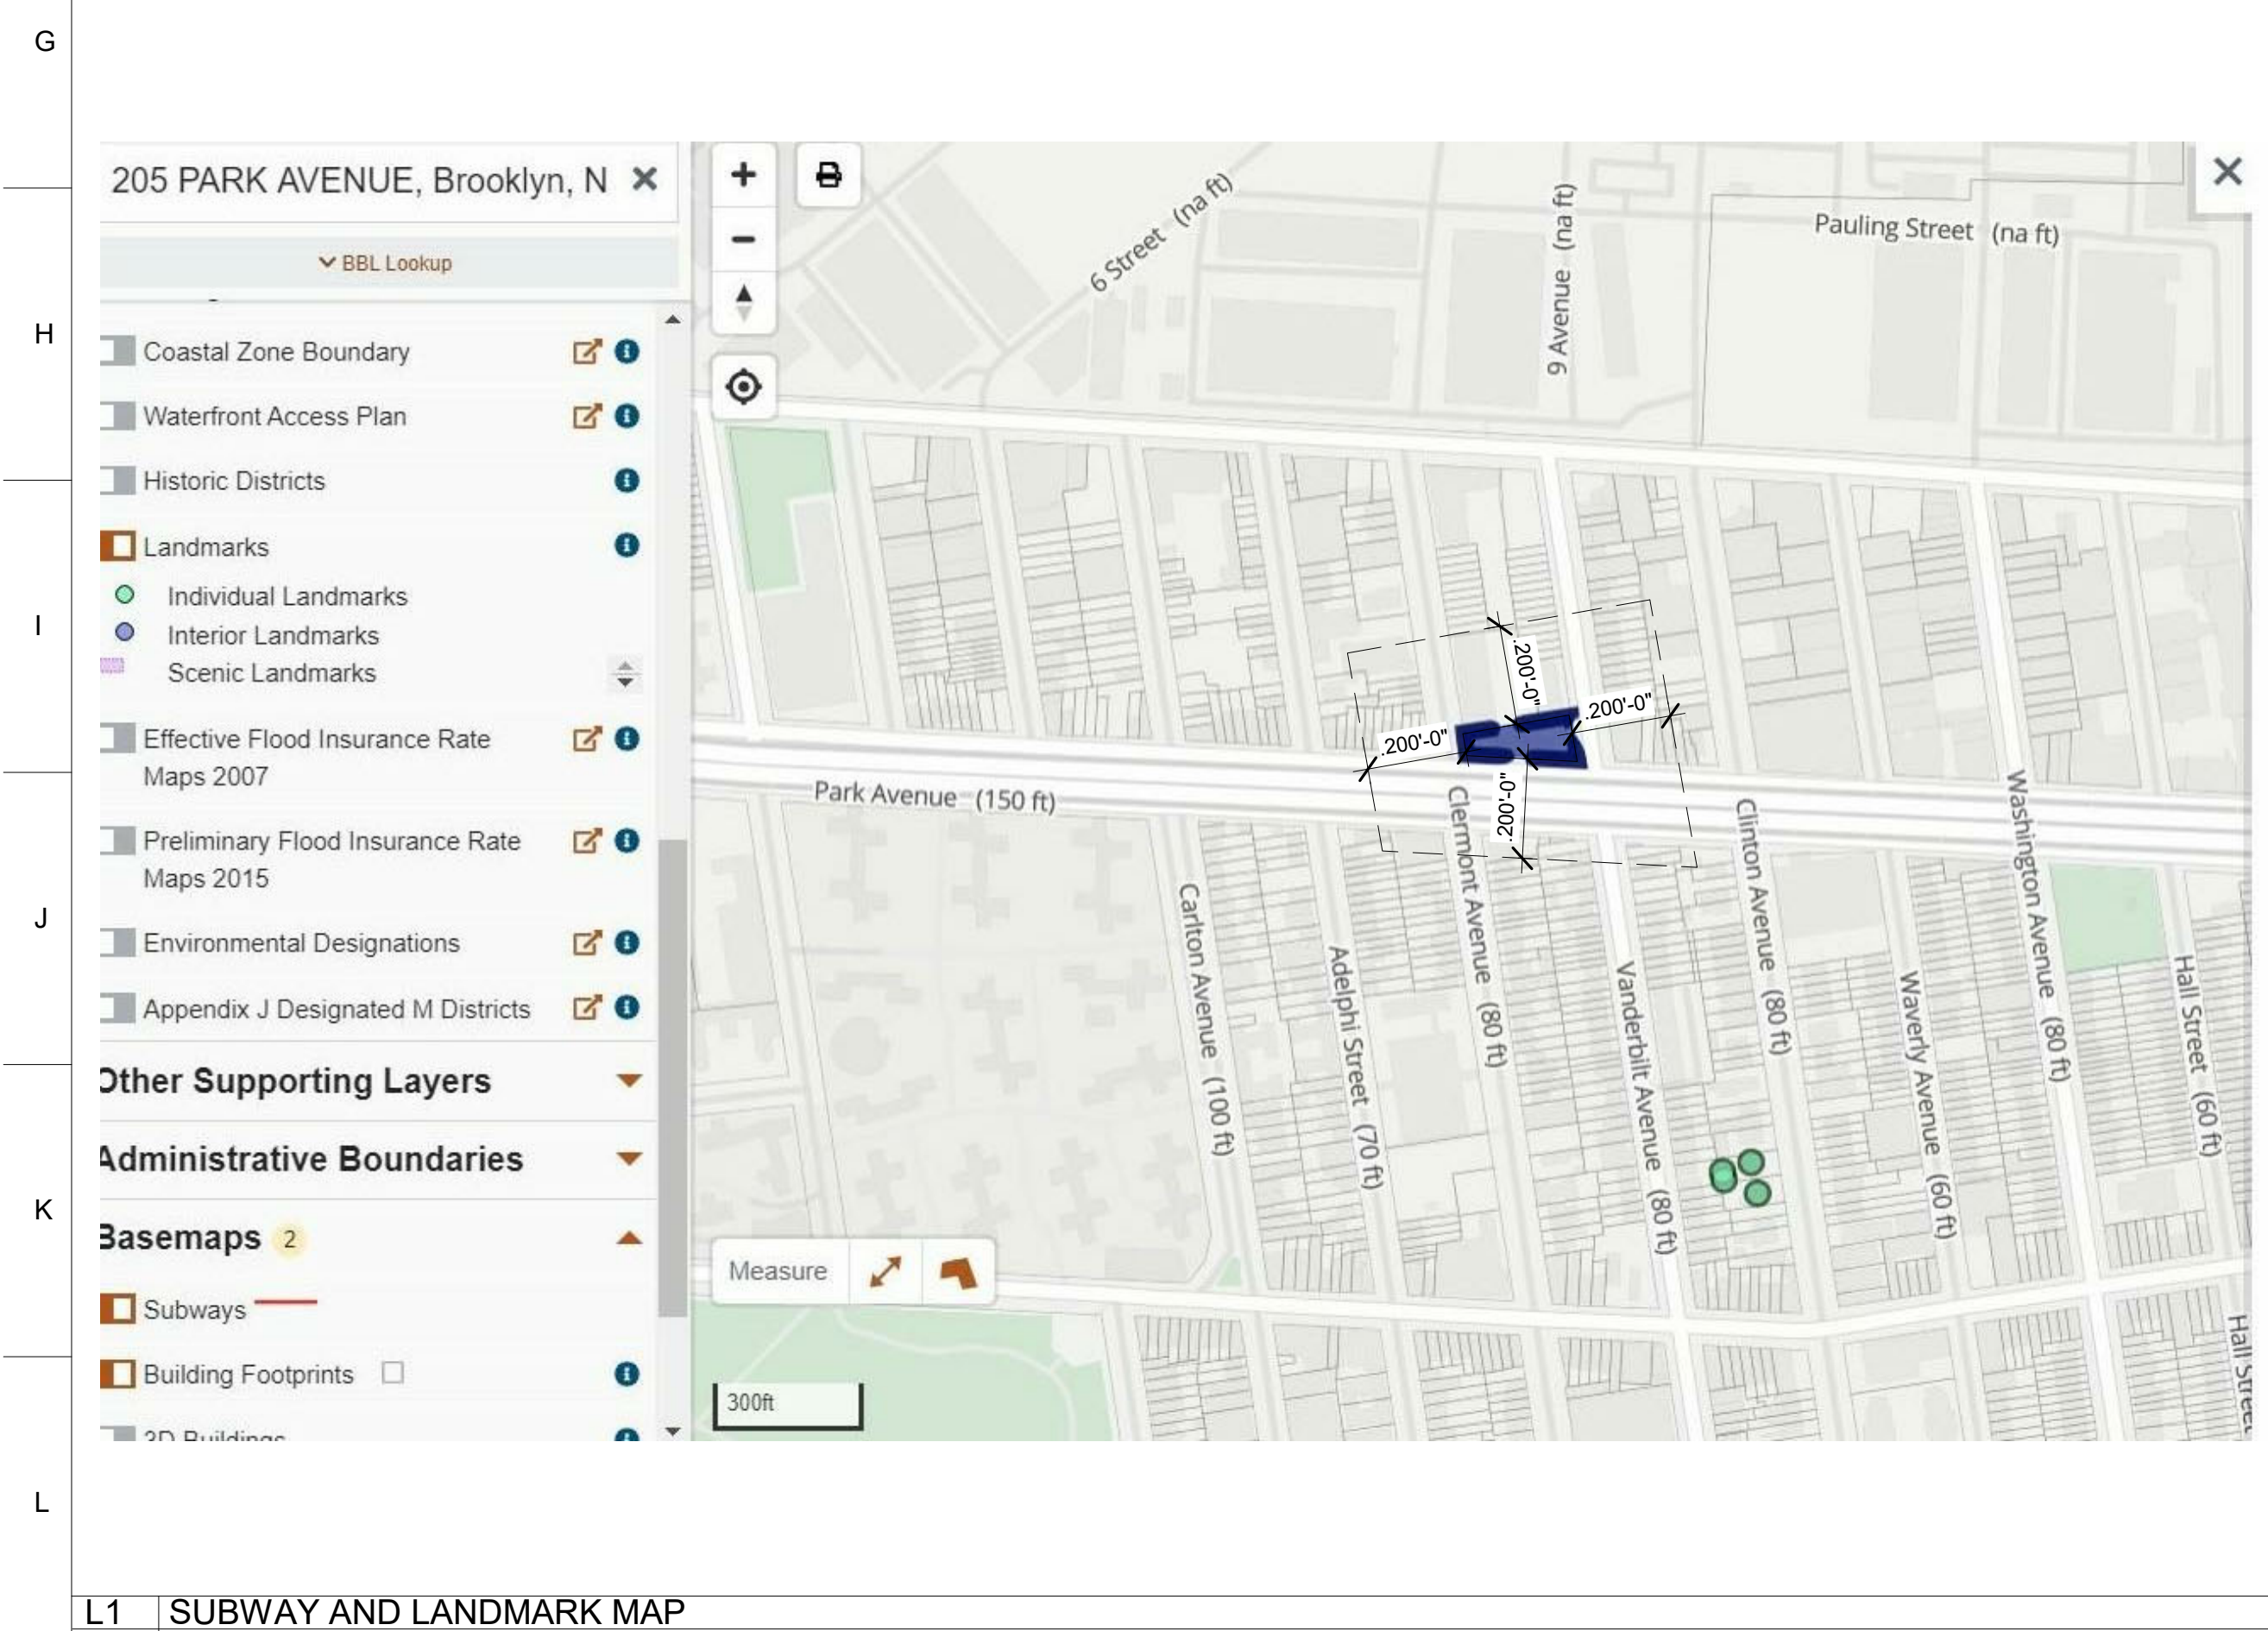 G
H
I
J
K
L
205 PARK AVENUE, Brooklyn, N
BBL Lookup
Coastal Zone Boundary
Waterfront Access Plan
Historic Districts
Landmarks
Individual Landmarks
Interior Landmarks
Scenic Landmarks
Effective Flood Insurance Rate
Maps 2007
Preliminary Flood Insurance Rate
Maps 2015
Environmental Designations
Appendix J Designated M Districts
Other Supporting Layers
Administrative Boundaries
Basemaps 2
Subways
Building Footprints
3D Buildings
6 Street (na ft)
9 Avenue (na ft)
Pauling Street (na ft)
200'-0"
200'-0"
200'-0"
200'-0"
Park Avenue (150 ft)
Carlton Avenue (100 ft)
Adelphi Street (70 ft)
Clermont Avenue (80 ft)
Vanderbilt Avenue (80 ft)
Clinton Avenue (80 ft)
Waverly Avenue (60 ft)
Washington Avenue (80 ft)
Hall Street (60 ft)
Hall Street
Measure
300ft
L1 SUBWAY AND LANDMARK MAP